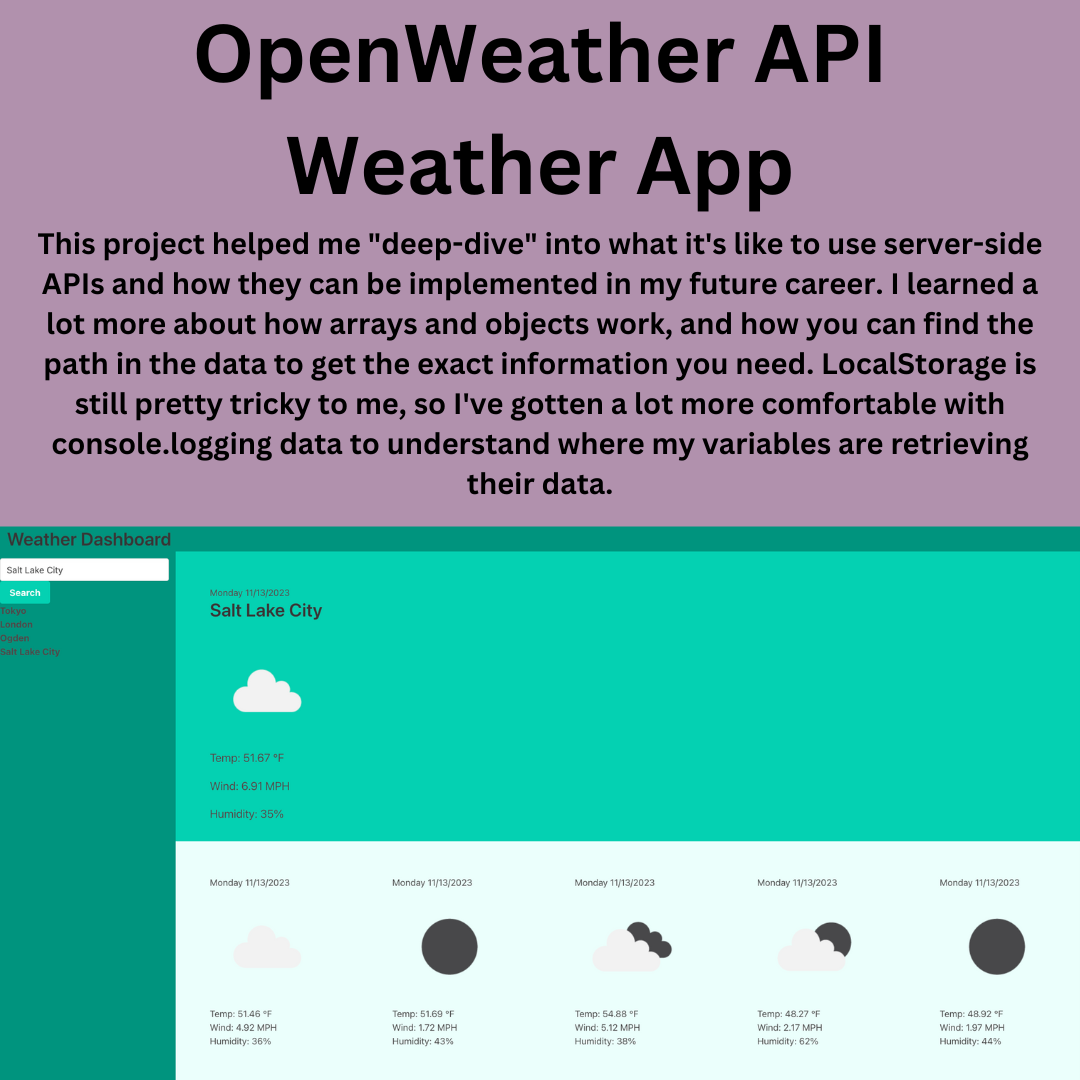 OpenWeather API
Weather App
This project helped me "deep-dive" into what it's like to use server-side
APIs and how they can be implemented in my future career. I learned a
lot more about how arrays and objects work, and how you can find the
path in the data to get the exact information you need. LocalStorage is
still pretty tricky to me, so I've gotten a lot more comfortable with
console.logging data to understand where my variables are retrieving
their data.
Weather Dashboard
Salt Lake City
Search
Tokyo
London
Ogden
Salt Lake City
Monday 11/13/2023
Salt Lake City
Temp: 51.67 °F
Wind: 6.91 MPH
Humidity: 35%
Monday 11/13/2023
Temp: 51.46 °F
Wind: 4.92 MPH
Humidity: 36%
Monday 11/13/2023
Temp: 51.69 °F
Wind: 1.72 MPH
Humidity: 43%
Monday 11/13/2023
Temp: 54.88 °F
Wind: 5.12 MPH
Humidity: 38%
Monday 11/13/2023
Temp: 48.27 °F
Wind: 2.17 MPH
Humidity: 62%
Monday 11/13/2023
Temp: 48.92 °F
Wind: 1.97 MPH
Humidity: 44%